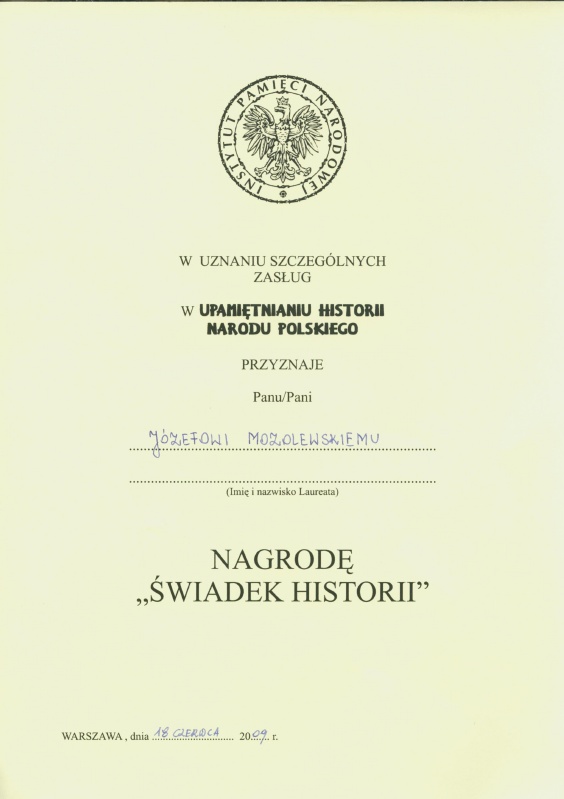 INSTYTUT PAMIĘCI NARODOWEJ
W UZNANIU SZCZEGÓLNYCH
ZASŁUG
W UPAMIĘTNIANIU HISTORII
NARODU POLSKIEGO
PRZYZNAJE
Panu/Pani
JÓZEFOWI MOZOLEWSKIEMU
(Imię i nazwisko Laureata)
NAGRODĘ
„ŚWIADEK HISTORII”
WARSZAWA , dnia 18 CZERWCA 2009 r.